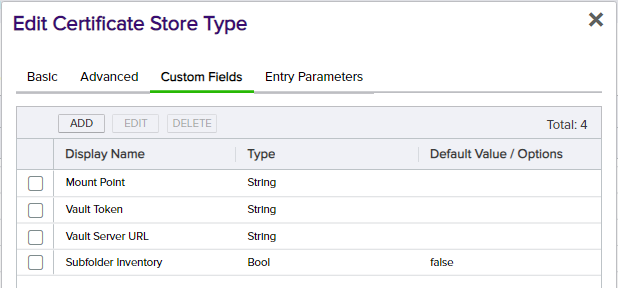 Edit Certificate Store Type
Basic Advanced Custom Fields Entry Parameters
ADD EDIT DELETE Total: 4
Display Name Type Default Value / Options
Mount Point String
Vault Token String
Vault Server URL String
Subfolder Inventory Bool false